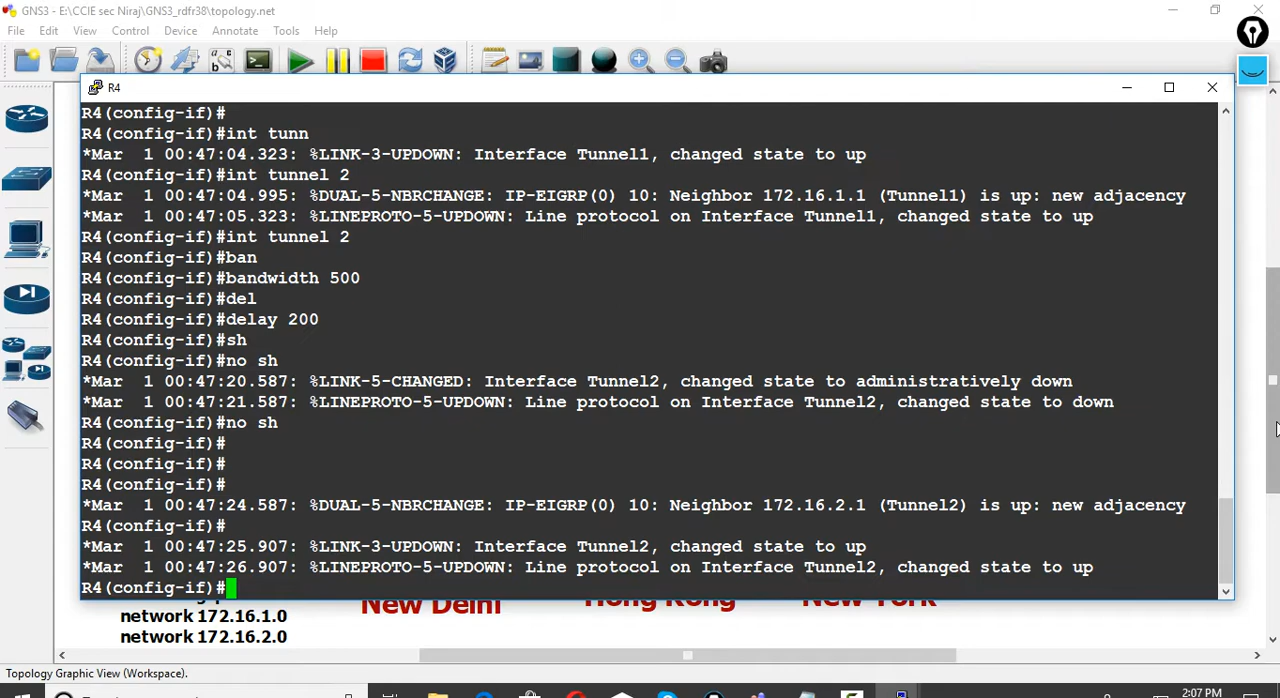 GNS3 - E:\CCIE sec Niraj\GNS3_rdfr38\topology.net
File Edit View Control Device Annotate Tools Help
R4
R4(config-if)#
R4(config-if)#int tunn
*Mar  1 00:47:04.323: %LINK-3-UPDOWN: Interface Tunnel1, changed state to up
R4(config-if)#int tunnel 2
*Mar  1 00:47:04.995: %DUAL-5-NBRCHANGE: IP-EIGRP(0) 10: Neighbor 172.16.1.1 (Tunnel1) is up: new adjacency
*Mar  1 00:47:05.323: %LINEPROTO-5-UPDOWN: Line protocol on Interface Tunnel1, changed state to up
R4(config-if)#int tunnel 2
R4(config-if)#ban
R4(config-if)#bandwidth 500
R4(config-if)#del
R4(config-if)#delay 200
R4(config-if)#sh
R4(config-if)#no sh
*Mar  1 00:47:20.587: %LINK-5-CHANGED: Interface Tunnel2, changed state to administratively down
*Mar  1 00:47:21.587: %LINEPROTO-5-UPDOWN: Line protocol on Interface Tunnel2, changed state to down
R4(config-if)#no sh
R4(config-if)#
R4(config-if)#
R4(config-if)#
*Mar  1 00:47:24.587: %DUAL-5-NBRCHANGE: IP-EIGRP(0) 10: Neighbor 172.16.2.1 (Tunnel2) is up: new adjacency
R4(config-if)#
*Mar  1 00:47:25.907: %LINK-3-UPDOWN: Interface Tunnel2, changed state to up
*Mar  1 00:47:26.907: %LINEPROTO-5-UPDOWN: Line protocol on Interface Tunnel2, changed state to up
R4(config-if)#
New Delhi Hong Kong New York
network 172.16.1.0
network 172.16.2.0
Topology Graphic View (Workspace).
2:07 PM